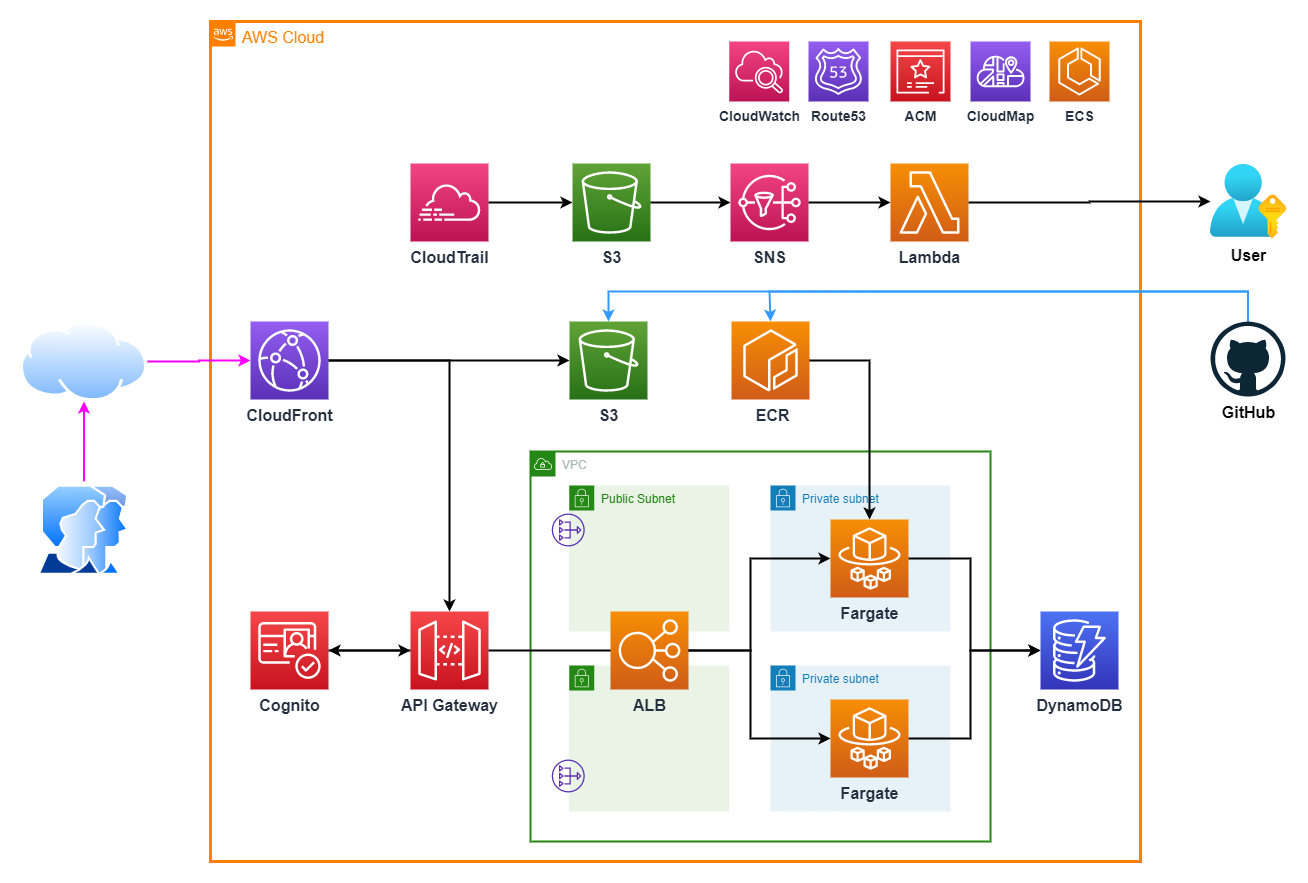 aws
AWS Cloud
53
CloudWatch
Route53
ACM
CloudMap
ECS
CloudTrail
S3
SNS
Lambda
User
CloudFront
S3
ECR
GitHub
VPC
Public Subnet
Private subnet
Fargate
</>
Cognito
API Gateway
ALB
Private subnet
DynamoDB
Fargate